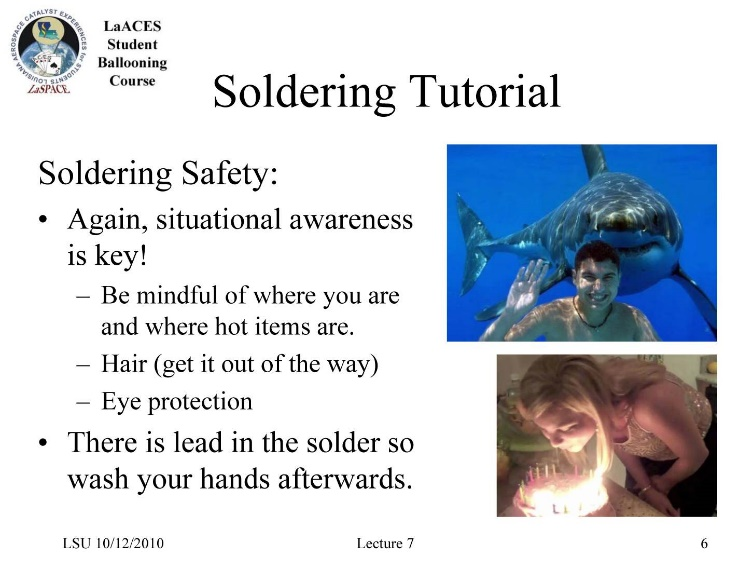 LOUISIANA AEROSPACE CATALYST EXPERIENCES for STUDENTS
LaSPACE
LaACES
Student
Ballooning
Course
Soldering Tutorial
Soldering Safety:
• Again, situational awareness
is key!
– Be mindful of where you are
and where hot items are.
– Hair (get it out of the way)
– Eye protection
• There is lead in the solder so
wash your hands afterwards.
LSU 10/12/2010
Lecture 7
6